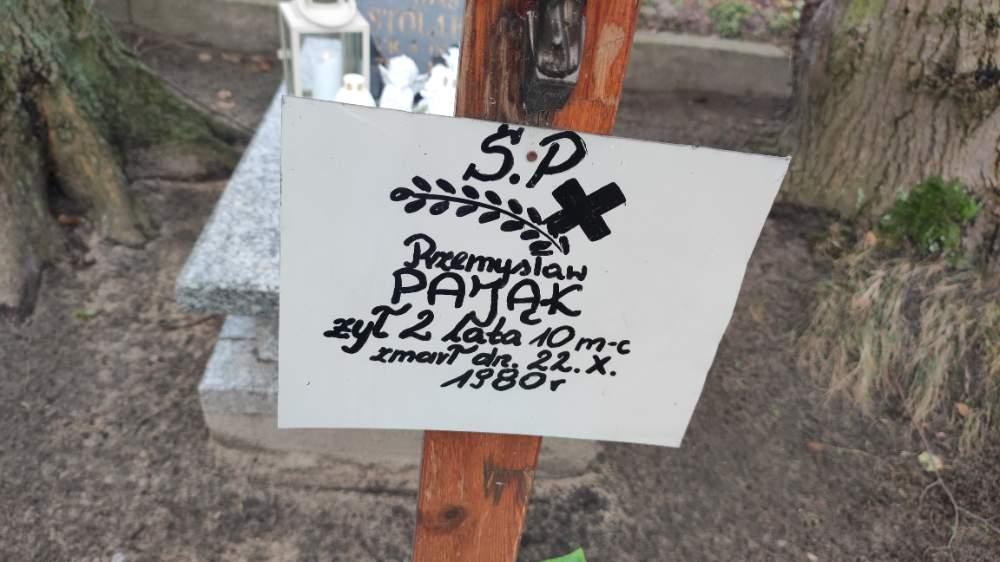 Ś.P
Przemysław
PAJĄK
żył 2 lata 10 m-c
zmarł dn. 22.X.
1980 r